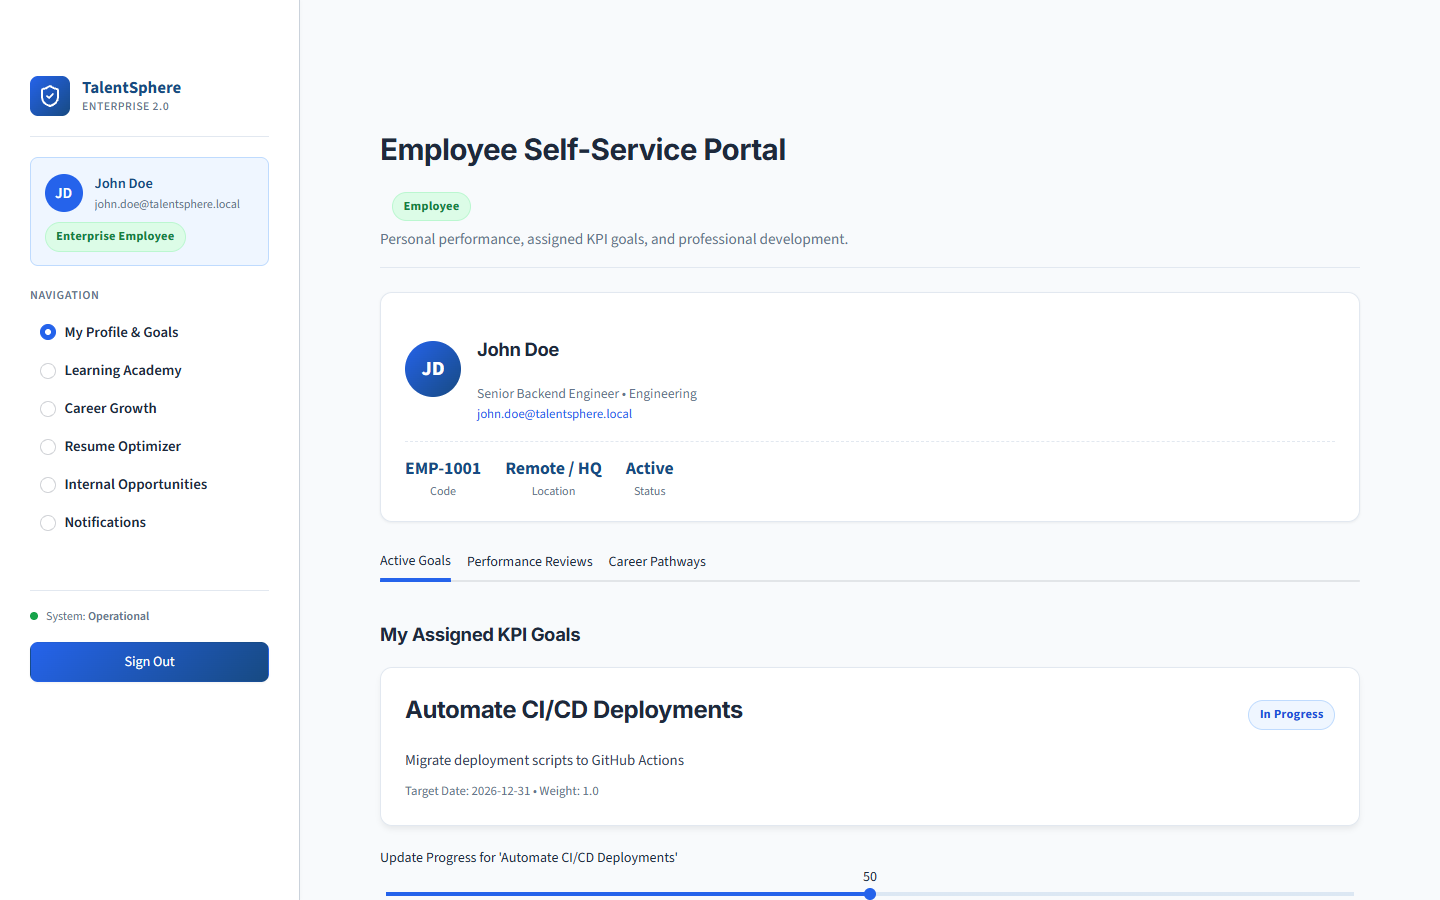 TalentSphere
ENTERPRISE 2.0
JD
John Doe
john.doe@talentsphere.local
Enterprise Employee
NAVIGATION
My Profile & Goals
Learning Academy
Career Growth
Resume Optimizer
Internal Opportunities
Notifications
System: Operational
Sign Out
Employee Self-Service Portal
Employee
Personal performance, assigned KPI goals, and professional development.
JD
John Doe
Senior Backend Engineer • Engineering
john.doe@talentsphere.local
EMP-1001 Remote / HQ Active
Code Location Status
Active Goals Performance Reviews Career Pathways
My Assigned KPI Goals
Automate CI/CD Deployments
In Progress
Migrate deployment scripts to GitHub Actions
Target Date: 2026-12-31 • Weight: 1.0
Update Progress for 'Automate CI/CD Deployments'
50